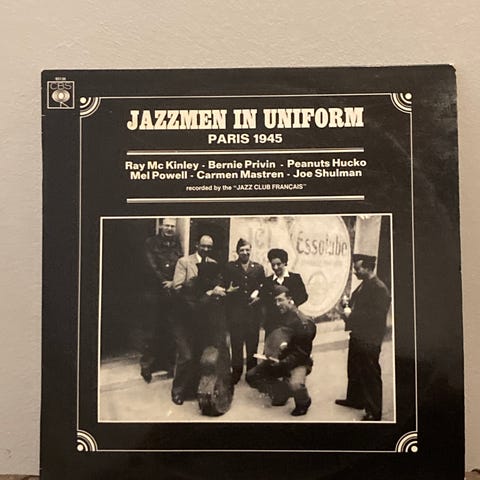 CBS
JAZZMEN IN UNIFORM
PARIS 1945
Ray Mc Kinley - Bernie Privin - Peanuts Hucko
Mel Powell - Carmen Mastren - Joe Shulman
recorded by the "JAZZ CLUB FRANÇAIS"
Essolube